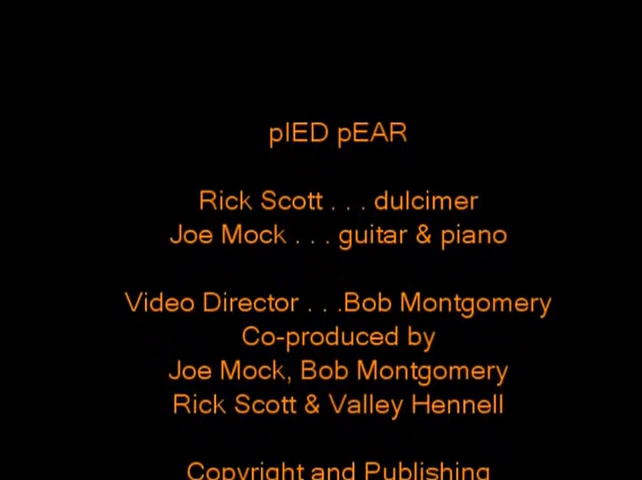 pIED pEAR
Rick Scott . . . dulcimer
Joe Mock . . . guitar & piano
Video Director . . .Bob Montgomery
Co-produced by
Joe Mock, Bob Montgomery
Rick Scott & Valley Hennell
Copyright and Publishing